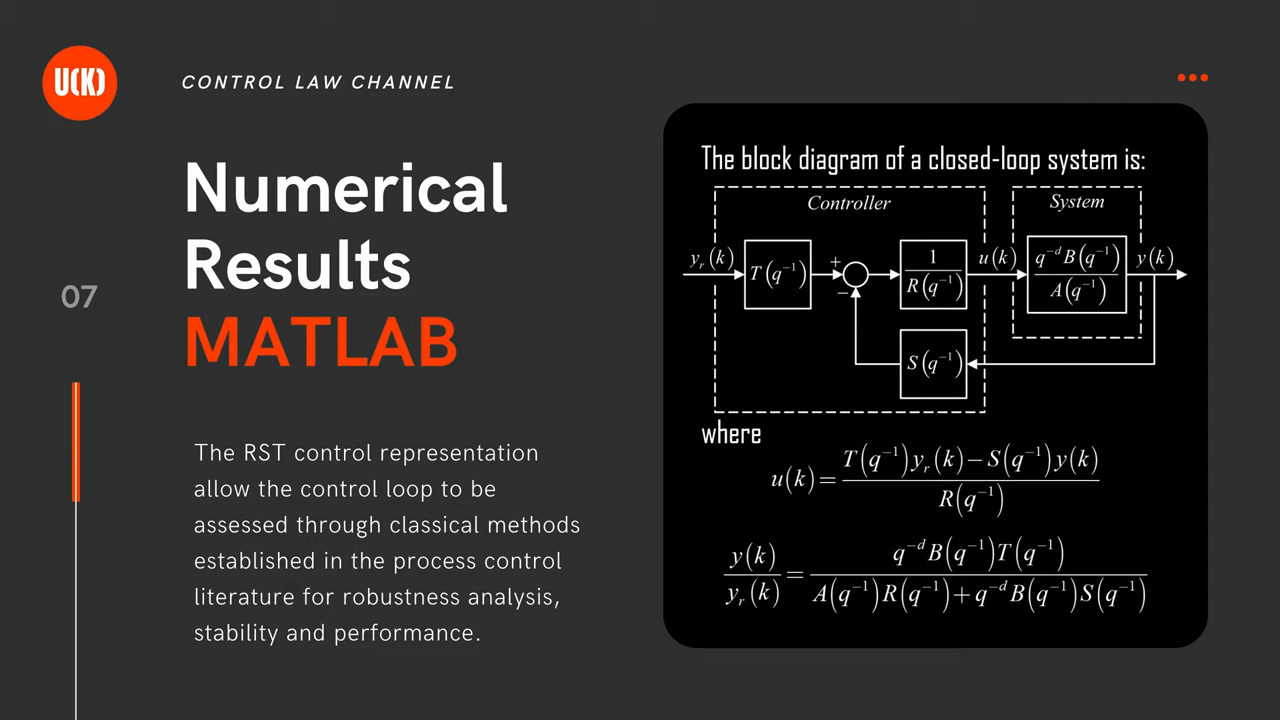 U(K)
CONTROL LAW CHANNEL
Numerical
Results
MATLAB
07
The RST control representation
allow the control loop to be
assessed through classical methods
established in the process control
literature for robustness analysis,
stability and performance.
The block diagram of a closed-loop system is:
Controller
System
y_r(k)
T(q^{-1})
+
−
1
R(q^{-1})
u(k)
q^{-d}B(q^{-1})
A(q^{-1})
y(k)
S(q^{-1})
where
u(k) = \frac{T(q^{-1})y_r(k) − S(q^{-1})y(k)}{R(q^{-1})}
\frac{y(k)}{y_r(k)} = \frac{q^{-d}B(q^{-1})T(q^{-1})}{A(q^{-1})R(q^{-1}) + q^{-d}B(q^{-1})S(q^{-1})}